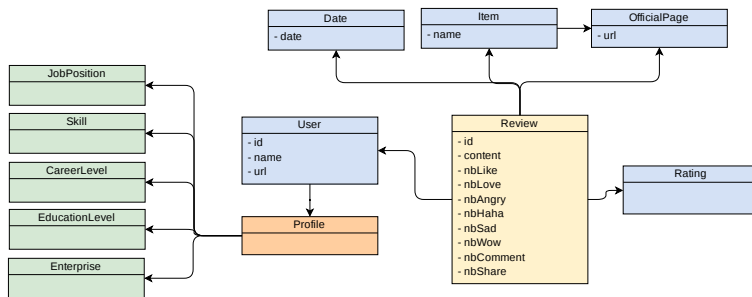 Date
- date
Item
- name
OfficialPage
- url
JobPosition
Skill
CareerLevel
EducationLevel
Enterprise
User
- id
- name
- url
Profile
Review
- id
- content
- nbLike
- nbLove
- nbAngry
- nbHaha
- nbSad
- nbWow
- nbComment
- nbShare
Rating